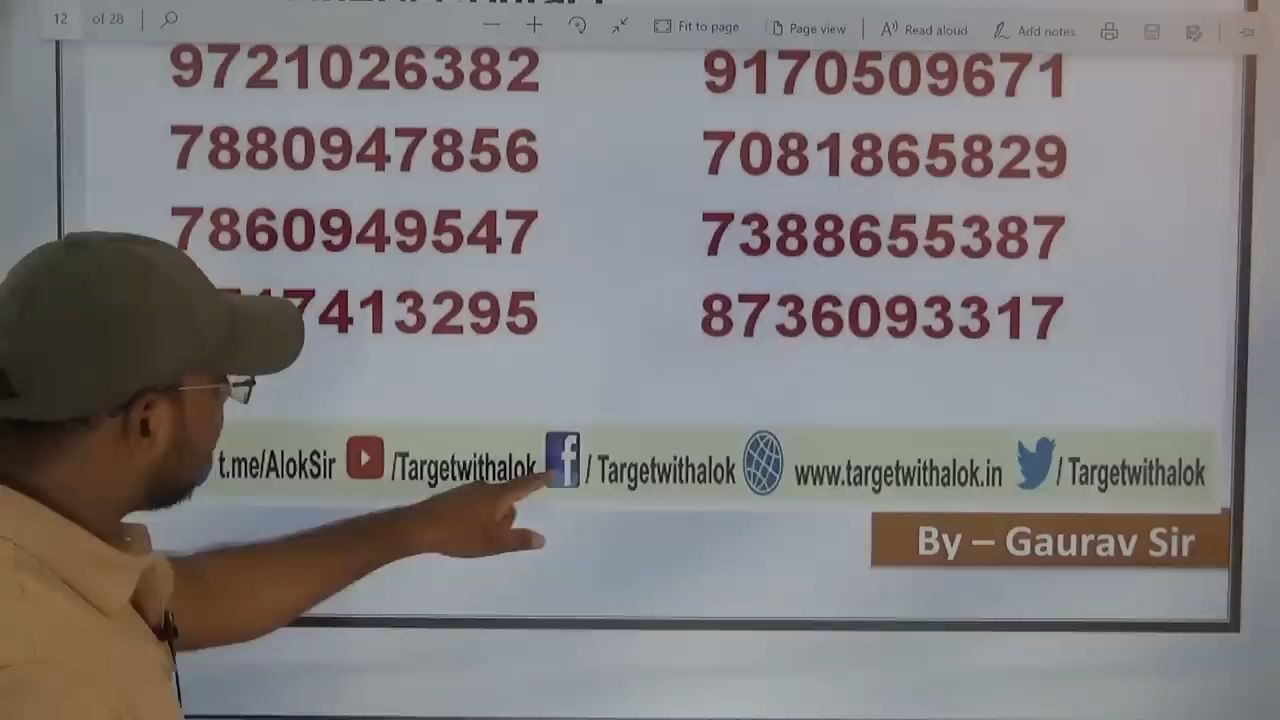 12 of 28 Fit to page Page view Read aloud Add notes
9721026382 9170509671
7880947856 7081865829
7860949547 7388655387
7413295 8736093317
t.me/AlokSir /Targetwithalok / Targetwithalok www.targetwithalok.in / Targetwithalok
By – Gaurav Sir